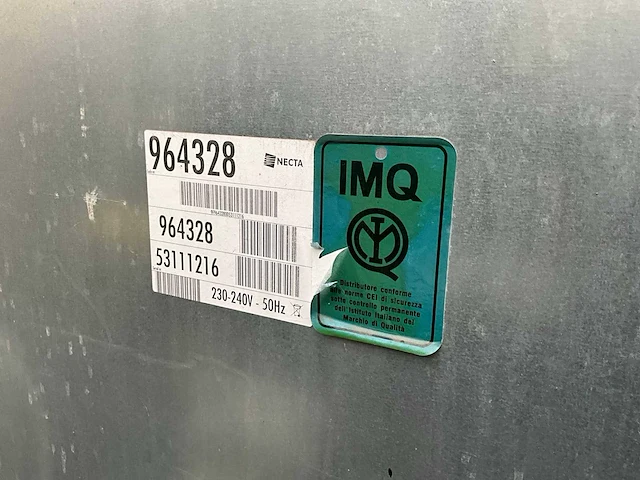 964328 NECTA
964328
53111216
230-240V - 50Hz
IMQ
Distributore conforme
alle norme CEI di sicurezza
sotto controllo permanente
dell'Istituto Italiano del
Marchio di Qualità